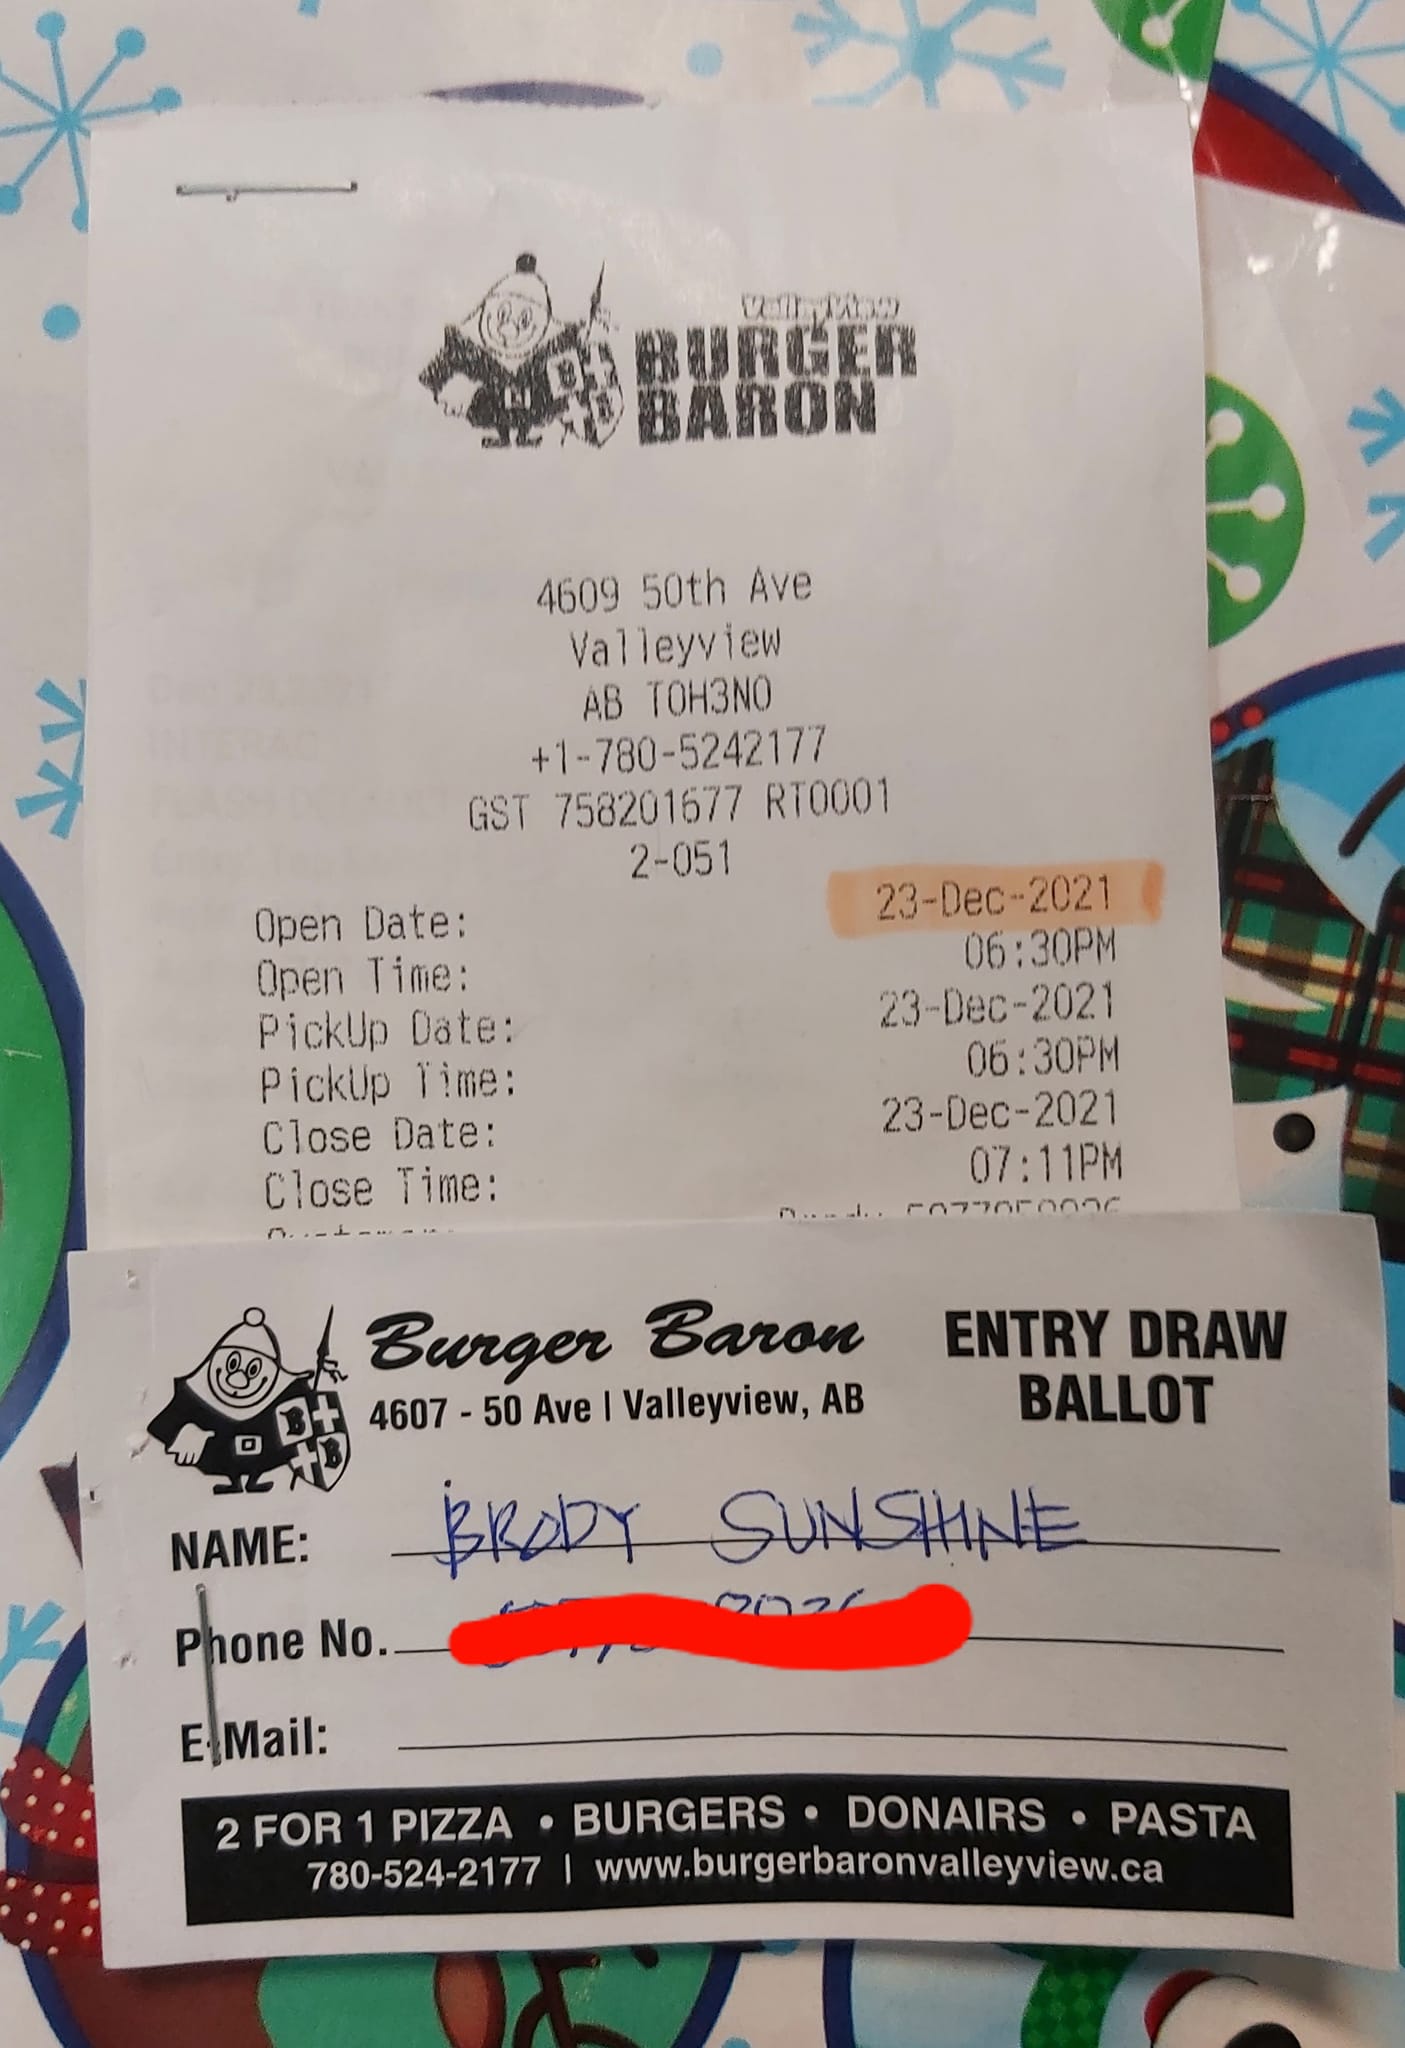 ValleyView
BURGER
BARON
4609 50th Ave
Valleyview
AB T0H3N0
+1-780-5242177
GST 758201677 RT0001
2-051
Open Date: 23-Dec-2021
Open Time: 06:30PM
PickUp Date: 23-Dec-2021
PickUp Time: 06:30PM
Close Date: 23-Dec-2021
Close Time: 07:11PM
Burger Baron ENTRY DRAW
4607 - 50 Ave | Valleyview, AB BALLOT
NAME: BRODY SUNSHINE
Phone No.
E-Mail:
2 FOR 1 PIZZA • BURGERS • DONAIRS • PASTA
780-524-2177 | www.burgerbaronvalleyview.ca